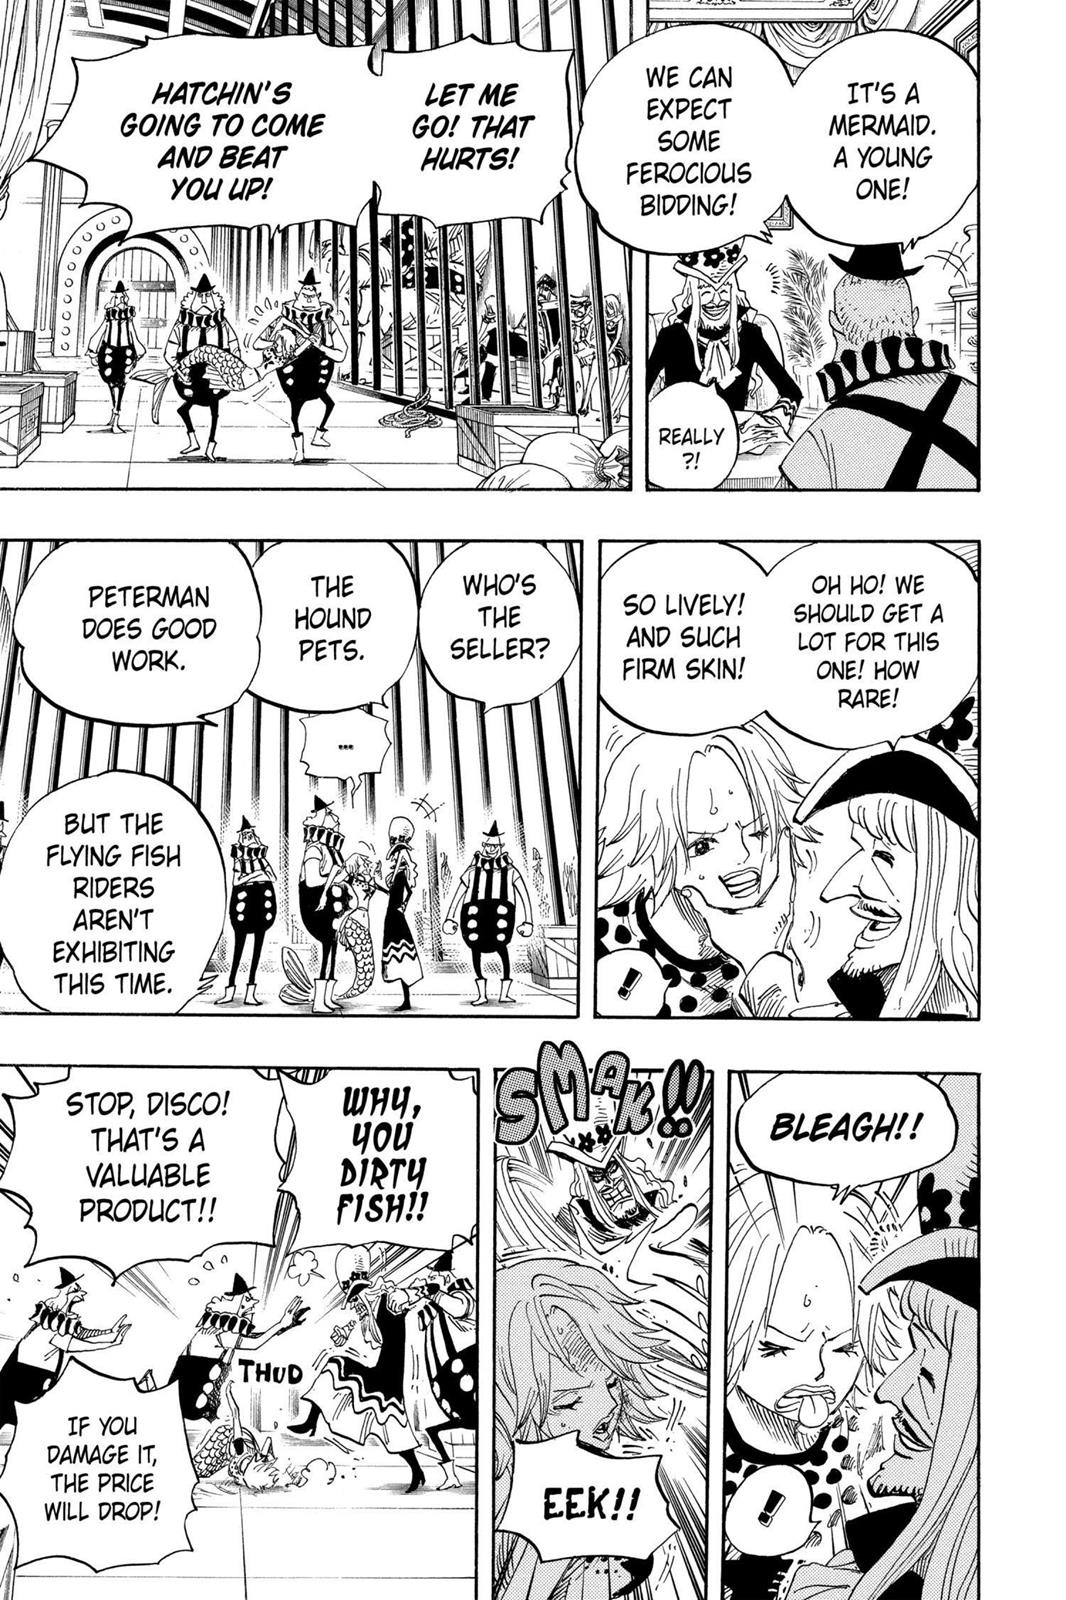 IT'S A
MERMAID.
A YOUNG
ONE!
WE CAN
EXPECT
SOME
FEROCIOUS
BIDDING!
REALLY
?!
LET ME
GO! THAT
HURTS!
HATCHIN'S
GOING TO COME
AND BEAT
YOU UP!
OH HO! WE
SHOULD GET A
LOT FOR THIS
ONE! HOW
RARE!
SO LIVELY!
AND SUCH
FIRM SKIN!
!
WHO'S
THE
SELLER?
THE
HOUND
PETS.
PETERMAN
DOES GOOD
WORK.
...
BUT THE
FLYING FISH
RIDERS
AREN'T
EXHIBITING
THIS TIME.
BLEAGH!!
!
SMAK!!
EEK!!
WHY,
YOU
DIRTY
FISH!!
THUD
STOP, DISCO!
THAT'S A
VALUABLE
PRODUCT!!
IF YOU
DAMAGE IT,
THE PRICE
WILL DROP!